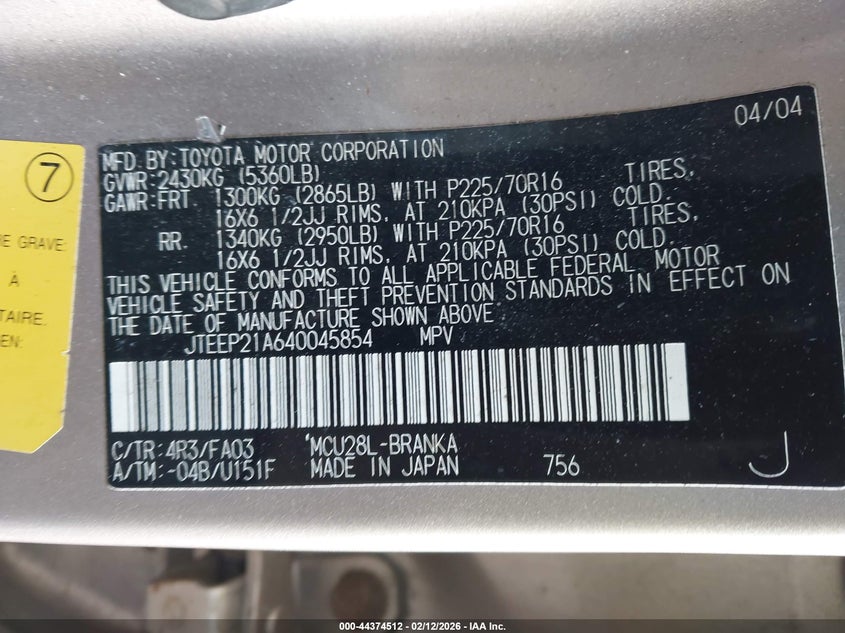 7
RE GRAVE:
À
TAIRE.
EN:
04/04
MFD. BY: TOYOTA MOTOR CORPORATION
GVWR: 2430KG (5360LB)
GAWR: FRT 1300KG (2865LB) WITH P225/70R16 TIRES,
16X6 1/2JJ RIMS, AT 210KPA (30PSI) COLD.
RR. 1340KG (2950LB) WITH P225/70R16 TIRES,
16X6 1/2JJ RIMS, AT 210KPA (30PSI) COLD.
THIS VEHICLE CONFORMS TO ALL APPLICABLE FEDERAL MOTOR
VEHICLE SAFETY AND THEFT PREVENTION STANDARDS IN EFFECT ON
THE DATE OF MANUFACTURE SHOWN ABOVE.
JTEEP21A640045854 MPV
C/TR: 4R3/FA03 *MCU28L-BRANKA
A/TM: -04B/U151F MADE IN JAPAN 756 J
000-44374512 - 02/12/2026 - IAA Inc.